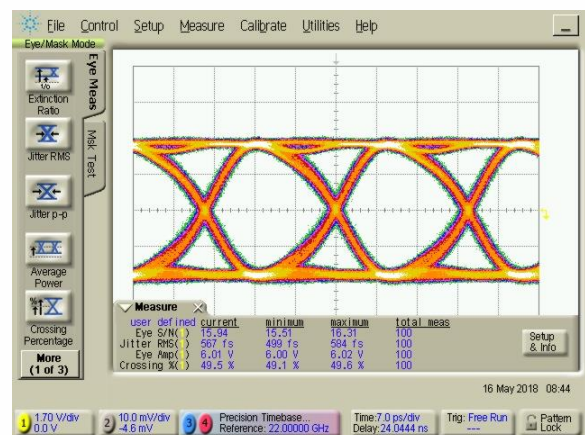 File Control Setup Measure Calibrate Utilities Help
Eye/Mask Mode
Eye Meas
Msk Test
Extinction
Ratio
Jitter RMS
Jitter p-p
Average
Power
Crossing
Percentage
More
(1 of 3)
Measure
user defined current minimum maximum total meas
Eye S/N( ) 15.94 15.51 16.31 100
Jitter RMS( ) 567 fs 499 fs 584 fs 100
Eye Amp( ) 6.01 V 6.00 V 6.02 V 100
Crossing %( ) 49.5 % 49.1 % 49.6 % 100
Setup
& Info
16 May 2018 08:44
1 1.70 V/div
0.0 V
2 10.0 mV/div
-4.6 mV
3 4 Precision Timebase...
Reference: 22.00000 GHz
Time:7.0 ps/div
Delay:24.0444 ns
Trig: Free Run
---
Pattern
Lock